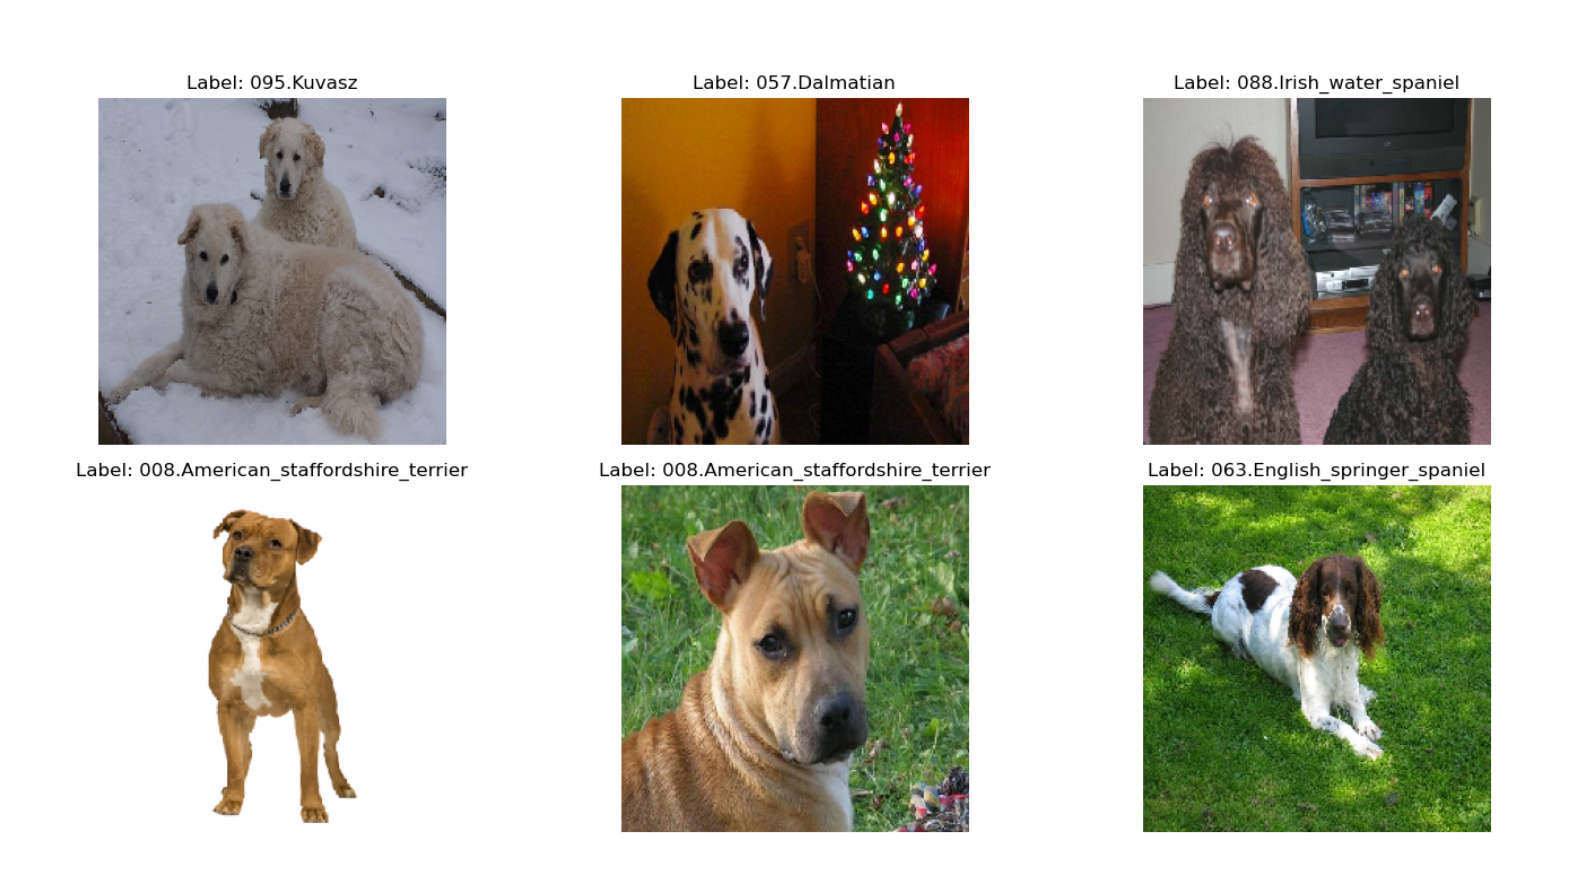 Label: 095.Kuvasz
Label: 057.Dalmatian
Label: 088.Irish_water_spaniel
Label: 008.American_staffordshire_terrier
Label: 008.American_staffordshire_terrier
Label: 063.English_springer_spaniel